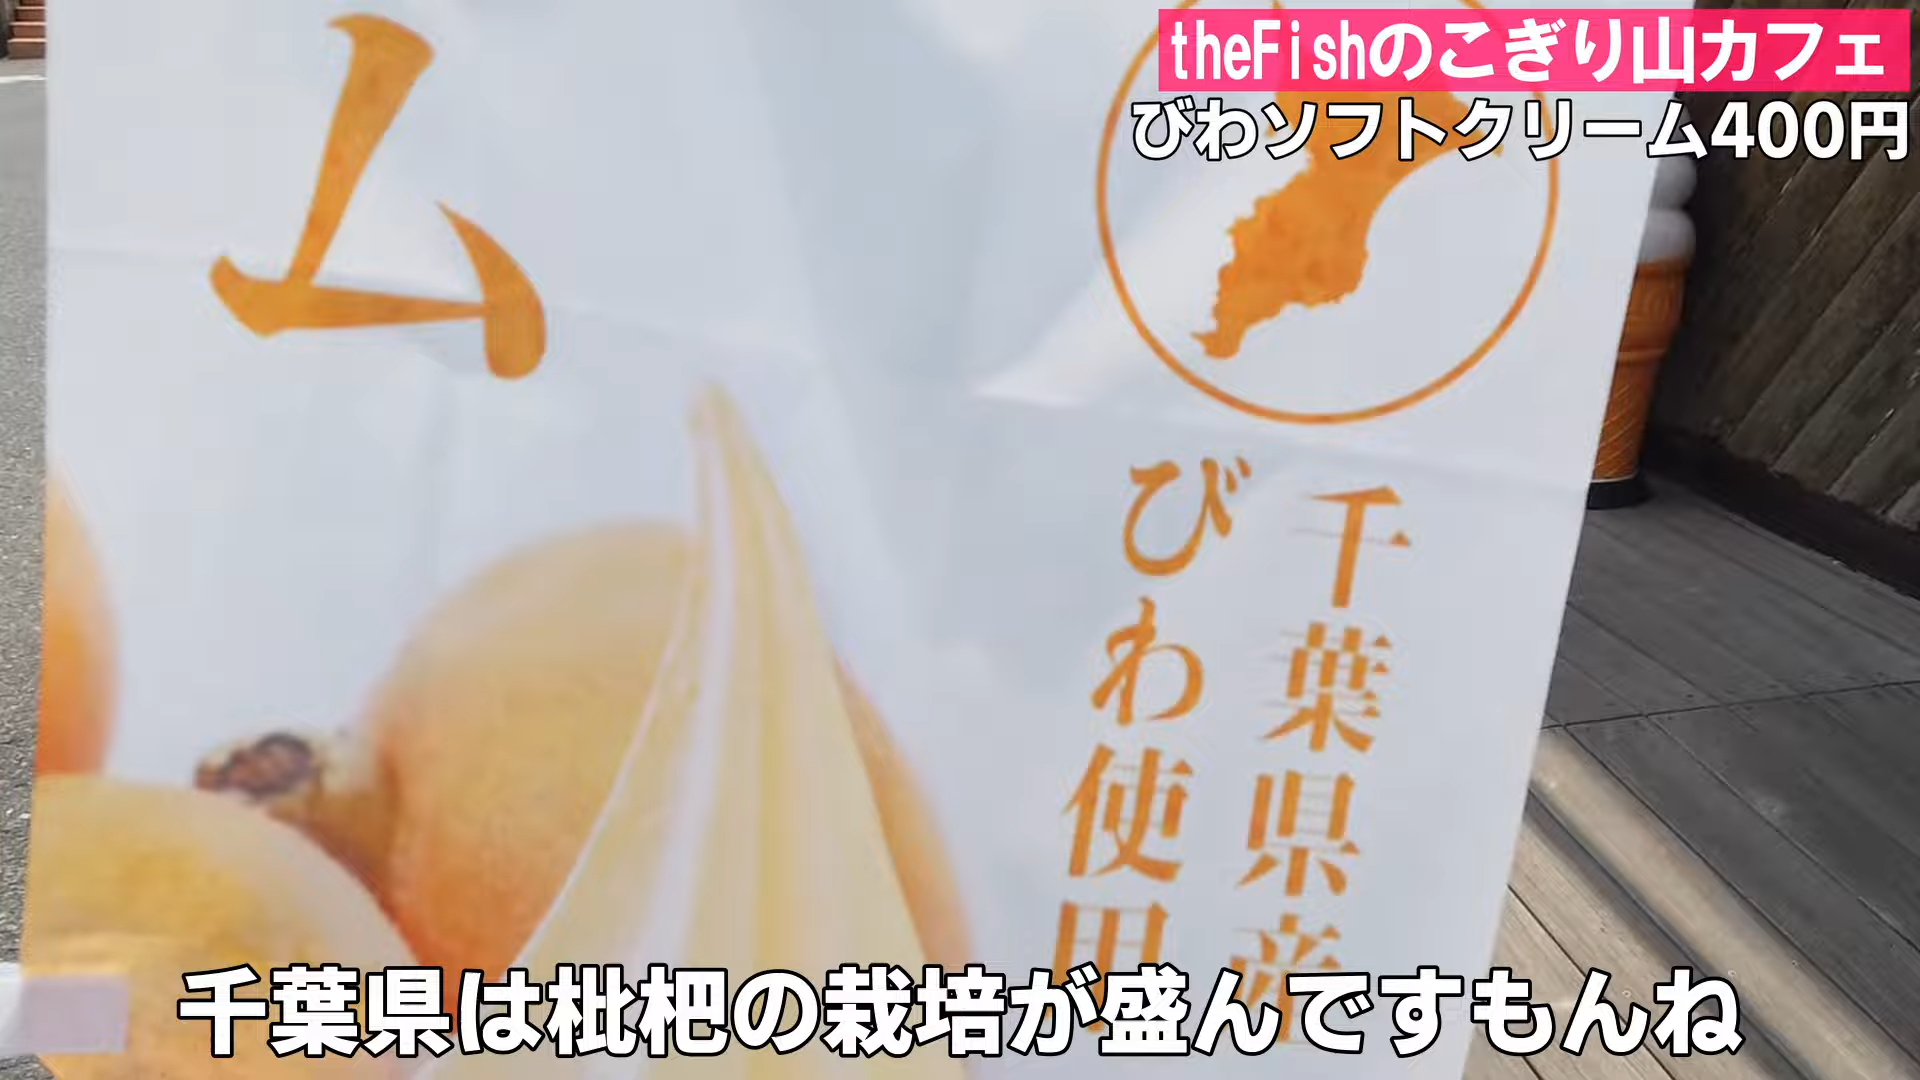 theFishのこぎり山カフェ
びわソフトクリーム400円
ム
千葉県産
びわ使用
千葉県は枇杷の栽培が盛んですもんね